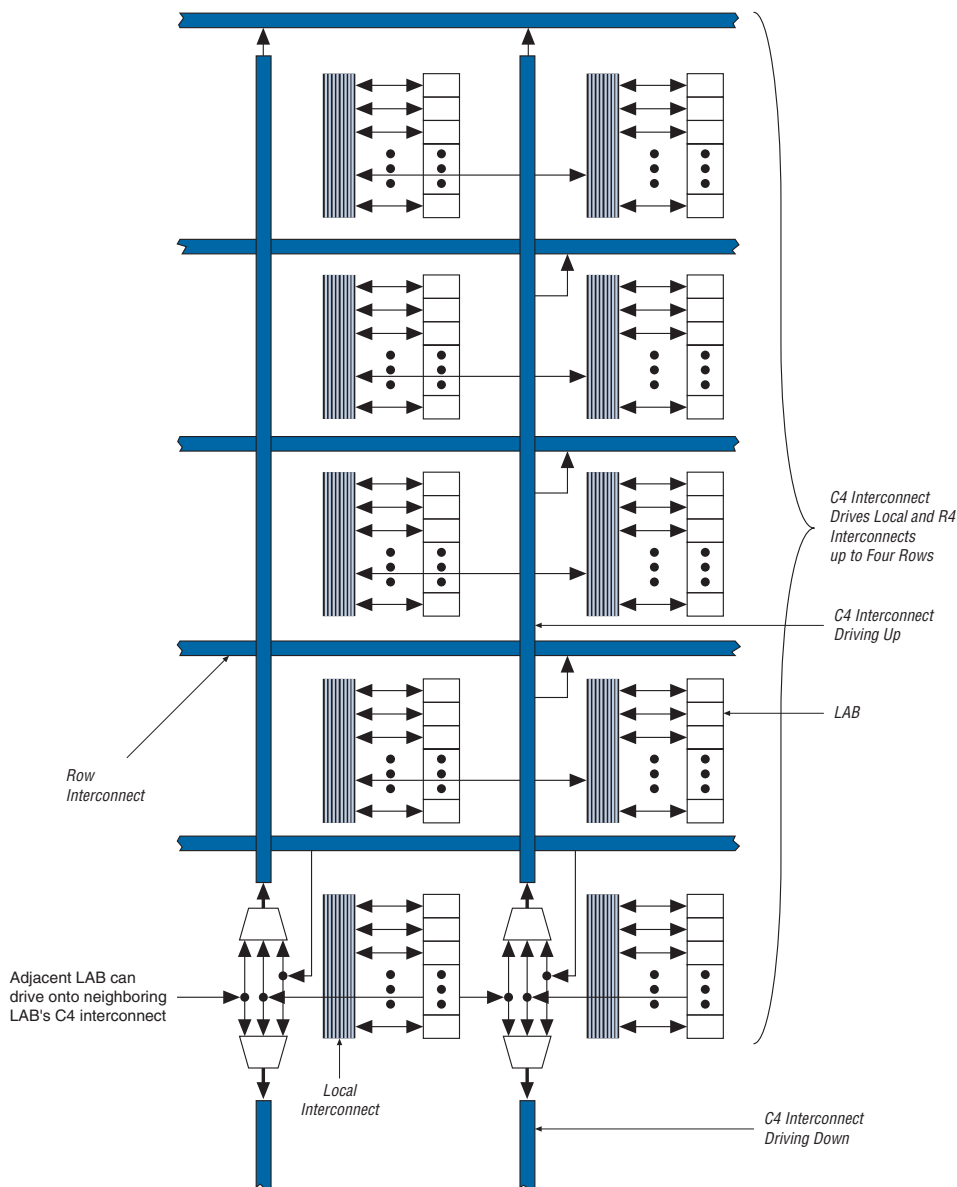 C4 Interconnect
Drives Local and R4
Interconnects
up to Four Rows
C4 Interconnect
Driving Up
LAB
Row
Interconnect
Adjacent LAB can
drive onto neighboring
LAB's C4 interconnect
Local
Interconnect
C4 Interconnect
Driving Down